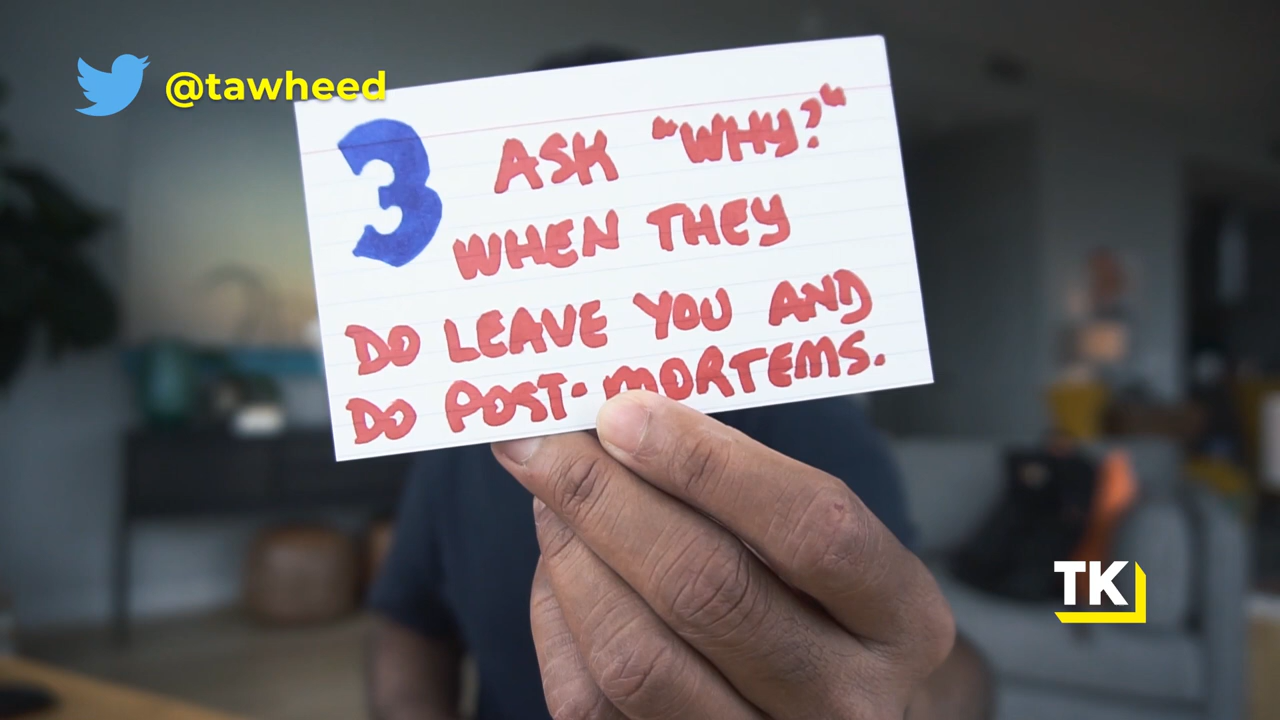 @tawheed
3 ASK "WHY?"
WHEN THEY
DO LEAVE YOU AND
DO POST-MORTEMS.
TK